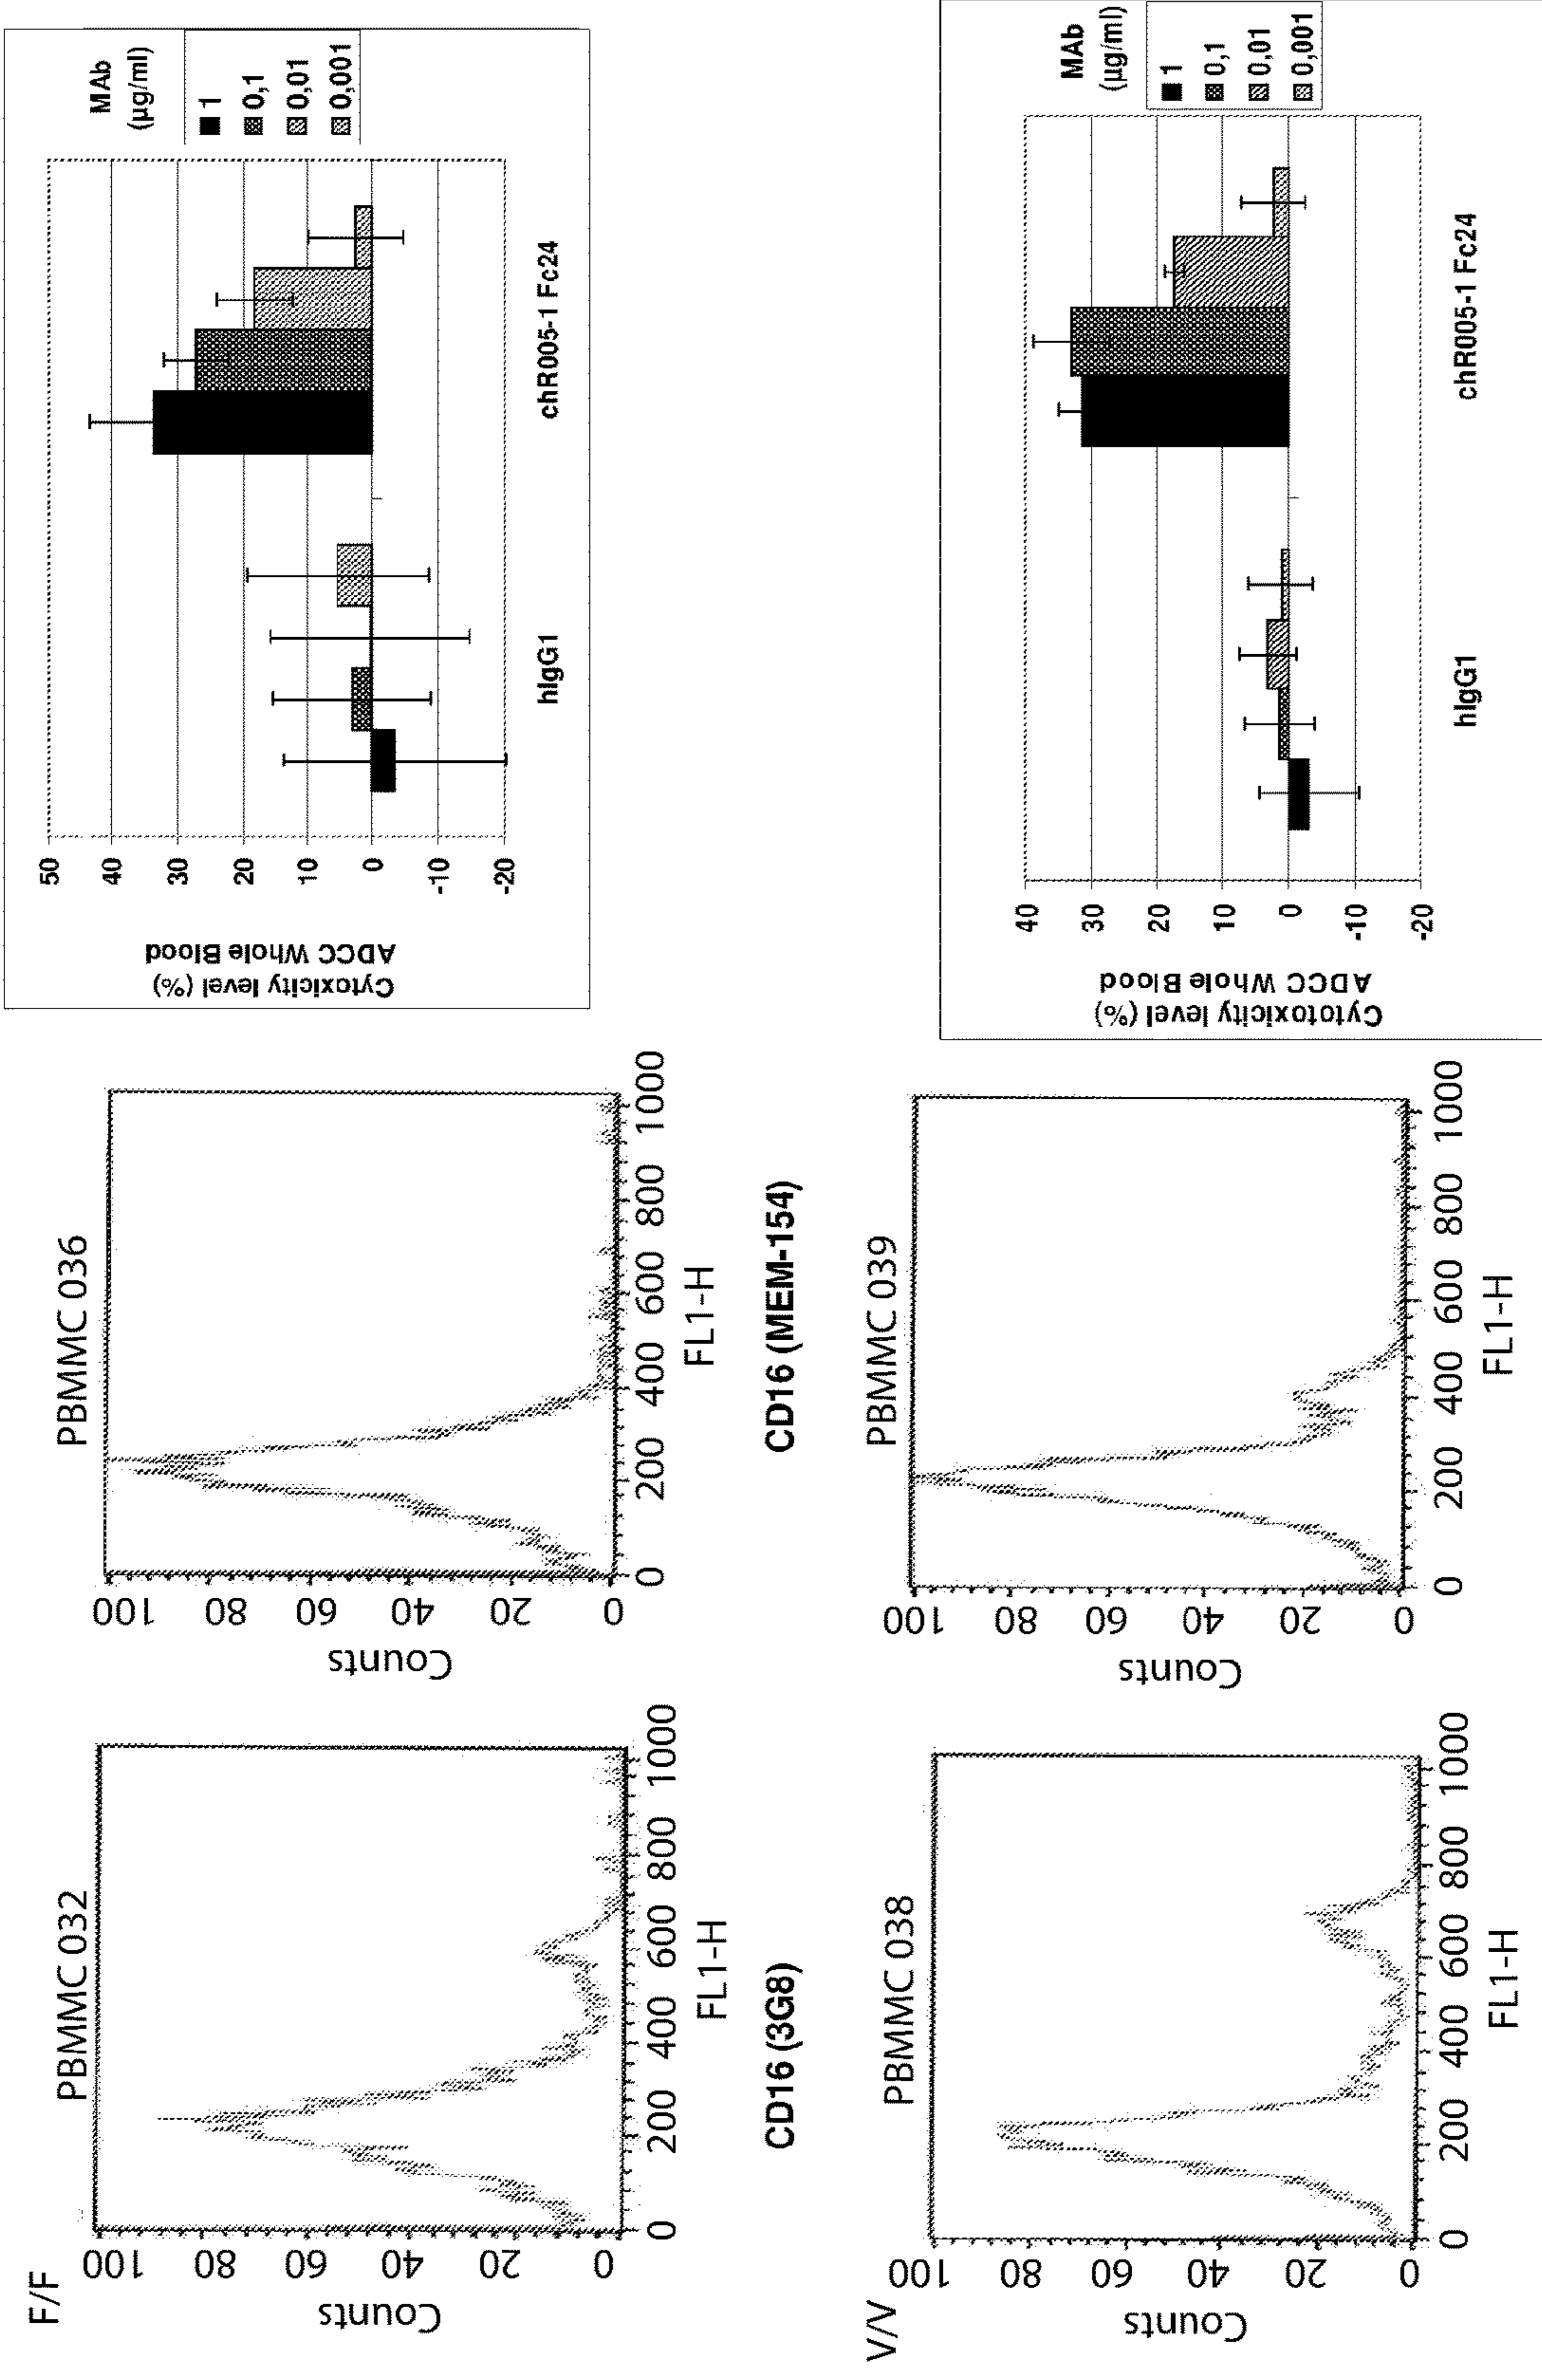 F/F
PBMMC 032
Counts
100
80
60
40
20
0
0 200 400 600 800 1000
FL1-H
PBMMC 036
Counts
100
80
60
40
20
0
0 200 400 600 800 1000
FL1-H
Cytoxicity level (%)
ADCC Whole Blood
50
40
30
20
10
0
-10
-20
hIgG1 chR005-1 Fc24
MAb
(µg/ml)
1
0,1
0,01
0,001
CD16 (3G8) CD16 (MEM-154)
V/V
PBMMC 038
Counts
100
80
60
40
20
0
0 200 400 600 800 1000
FL1-H
PBMMC 039
Counts
100
80
60
40
20
0
0 200 400 600 800 1000
FL1-H
Cytotoxicity level (%)
ADCC Whole Blood
40
30
20
10
0
-10
-20
hIgG1 chR005-1 Fc24
MAb
(µg/ml)
1
0,1
0,01
0,001